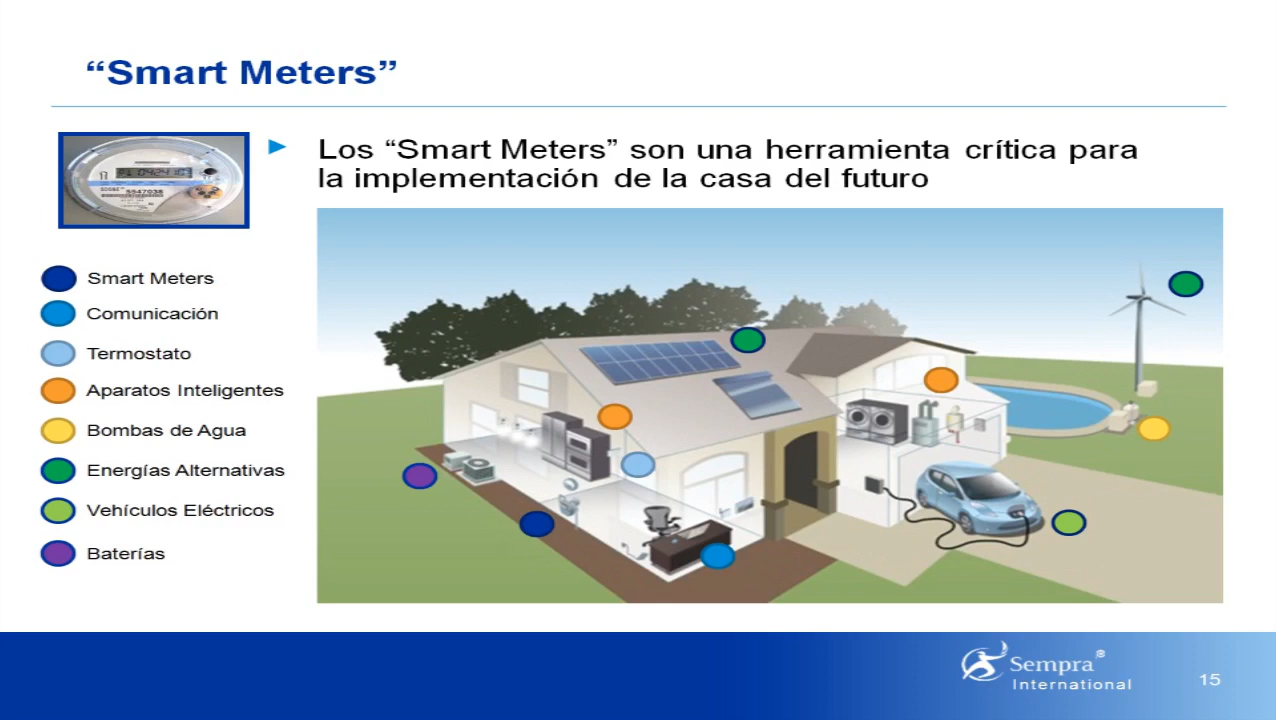 “Smart Meters”
Los “Smart Meters” son una herramienta crítica para
la implementación de la casa del futuro
5547038
Smart Meters
Comunicación
Termostato
Aparatos Inteligentes
Bombas de Agua
Energías Alternativas
Vehículos Eléctricos
Baterías
Sempra®
International
15